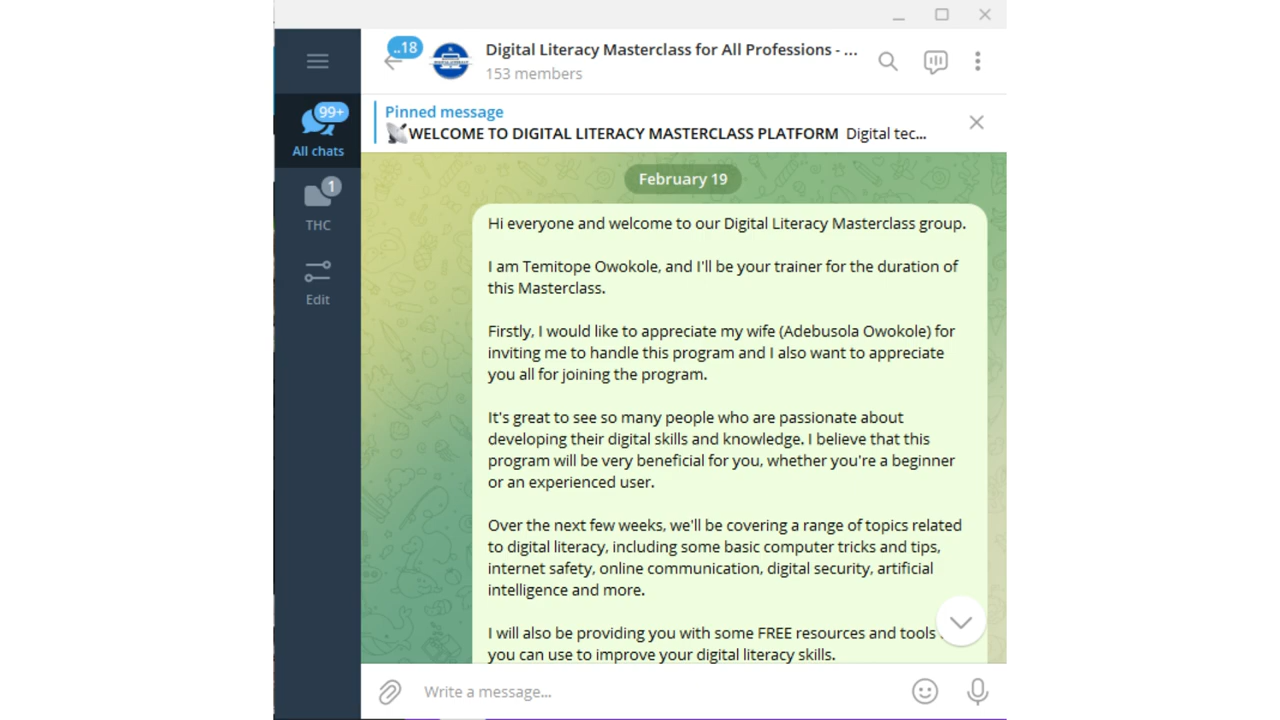 ..18
Digital Literacy Masterclass for All Professions - ...
153 members
99+
All chats
1
THC
Edit
Pinned message
WELCOME TO DIGITAL LITERACY MASTERCLASS PLATFORM Digital tec...
February 19
Hi everyone and welcome to our Digital Literacy Masterclass group.
I am Temitope Owokole, and I'll be your trainer for the duration of
this Masterclass.
Firstly, I would like to appreciate my wife (Adebusola Owokole) for
inviting me to handle this program and I also want to appreciate
you all for joining the program.
It's great to see so many people who are passionate about
developing their digital skills and knowledge. I believe that this
program will be very beneficial for you, whether you're a beginner
or an experienced user.
Over the next few weeks, we'll be covering a range of topics related
to digital literacy, including some basic computer tricks and tips,
internet safety, online communication, digital security, artificial
intelligence and more.
I will also be providing you with some FREE resources and tools
you can use to improve your digital literacy skills.
Write a message...